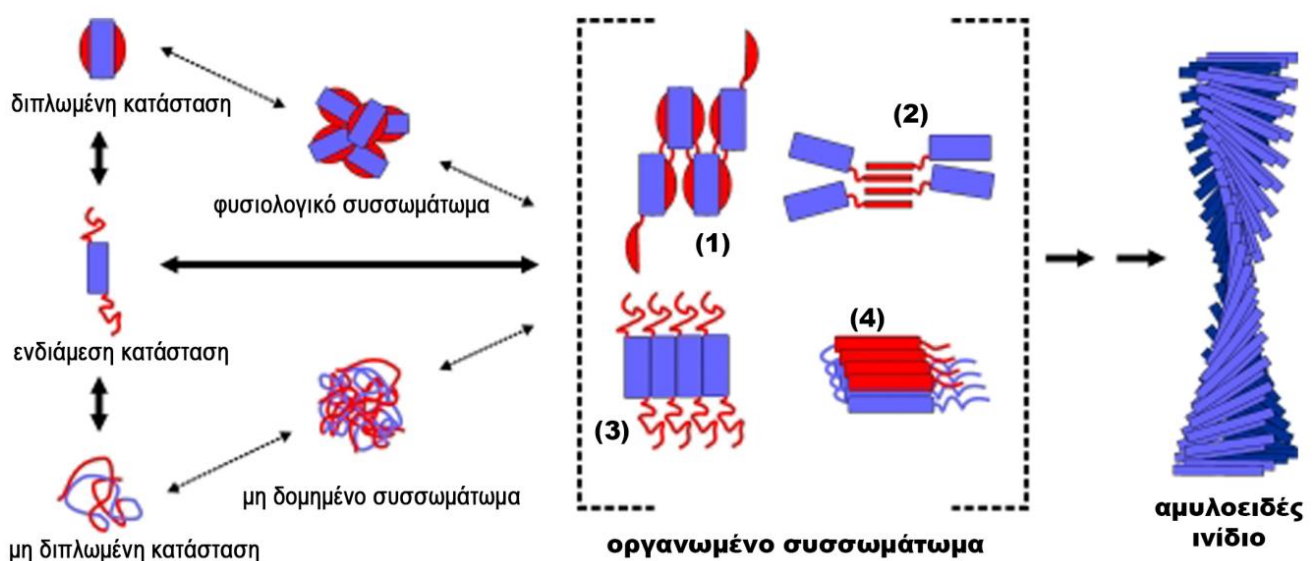 διπλωμένη κατάσταση
φυσιολογικό συσσωμάτωμα
ενδιάμεση κατάσταση
μη δομημένο συσσωμάτωμα
μη διπλωμένη κατάσταση
(1)
(2)
(3)
(4)
οργανωμένο συσσωμάτωμα
αμυλοειδές
ινίδιο